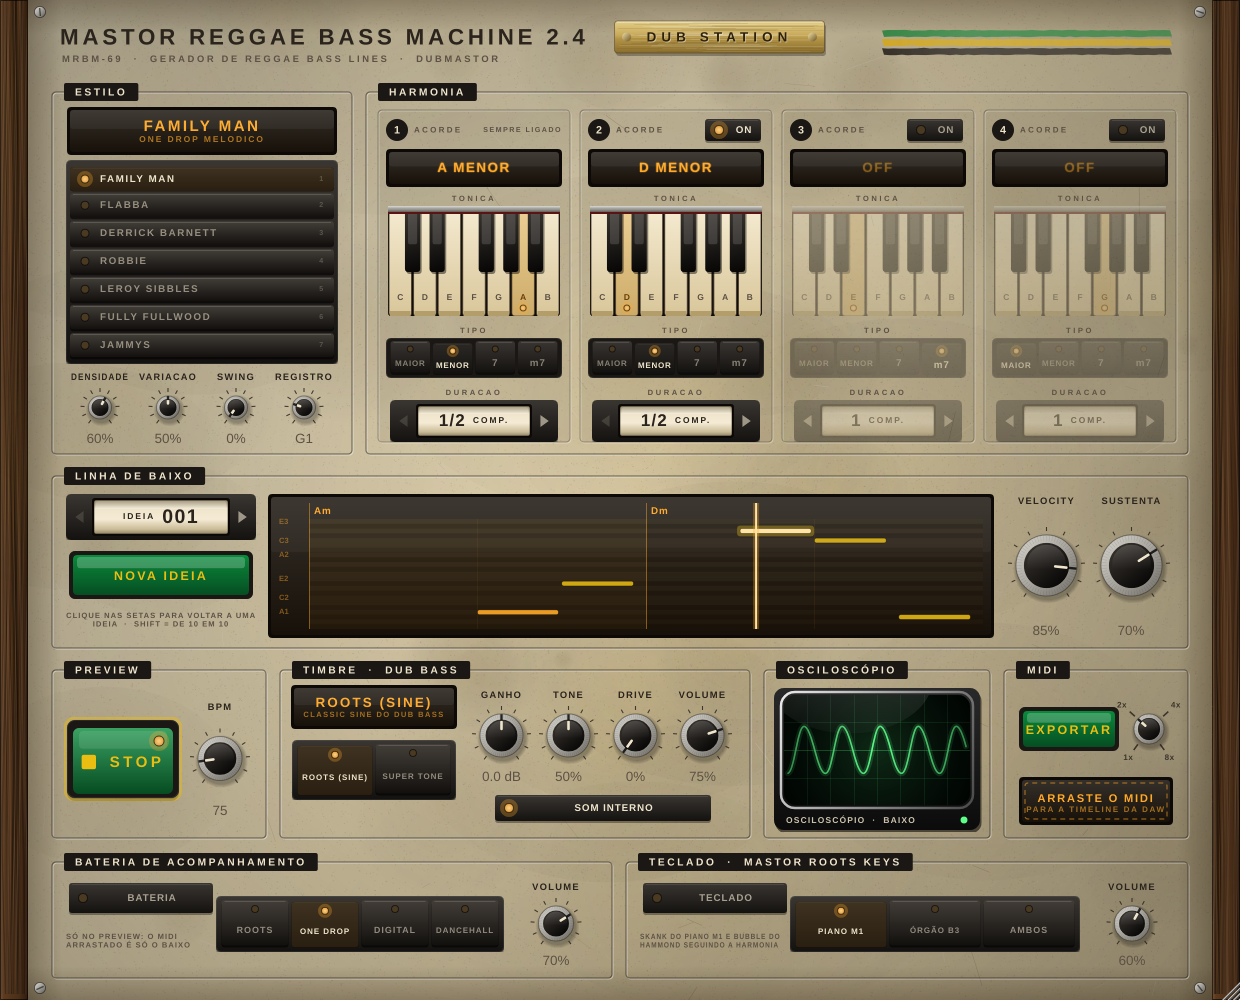 MASTOR REGGAE BASS MACHINE 2.4
MRBM-69 · GERADOR DE REGGAE BASS LINES · DUBMASTOR
DUB STATION
ESTILO
FAMILY MAN
ONE DROP MELODICO
FAMILY MAN 1
FLABBA 2
DERRICK BARNETT 3
ROBBIE 4
LEROY SIBBLES 5
FULLY FULLWOOD 6
JAMMYS 7
DENSIDADE VARIACAO SWING REGISTRO
60% 50% 0% G1
HARMONIA
1 ACORDE SEMPRE LIGADO
A MENOR
TONICA
C D E F G A B
TIPO
MAIOR MENOR 7 m7
DURACAO
1/2 COMP.
2 ACORDE ON
D MENOR
TONICA
C D E F G A B
TIPO
MAIOR MENOR 7 m7
DURACAO
1/2 COMP.
3 ACORDE ON
OFF
TONICA
C D E F G A B
TIPO
MAIOR MENOR 7 m7
DURACAO
1 COMP.
4 ACORDE ON
OFF
TONICA
C D E F G A B
TIPO
MAIOR MENOR 7 m7
DURACAO
1 COMP.
LINHA DE BAIXO
IDEIA 001
NOVA IDEIA
CLIQUE NAS SETAS PARA VOLTAR A UMA
IDEIA · SHIFT = DE 10 EM 10
Am Dm
E3
C3
A2
E2
C2
A1
VELOCITY SUSTENTA
85% 70%
PREVIEW
STOP
BPM
75
TIMBRE · DUB BASS
ROOTS (SINE)
CLASSIC SINE DO DUB BASS
ROOTS (SINE) SUPER TONE
GANHO TONE DRIVE VOLUME
0.0 dB 50% 0% 75%
SOM INTERNO
OSCILOSCÓPIO
OSCILOSCÓPIO · BAIXO
MIDI
EXPORTAR
2x 4x
1x 8x
ARRASTE O MIDI
PARA A TIMELINE DA DAW
BATERIA DE ACOMPANHAMENTO
BATERIA
SÓ NO PREVIEW: O MIDI
ARRASTADO É SÓ O BAIXO
ROOTS ONE DROP DIGITAL DANCEHALL
VOLUME
70%
TECLADO · MASTOR ROOTS KEYS
TECLADO
SKANK DO PIANO M1 E BUBBLE DO
HAMMOND SEGUINDO A HARMONIA
PIANO M1 ÓRGÃO B3 AMBOS
VOLUME
60%